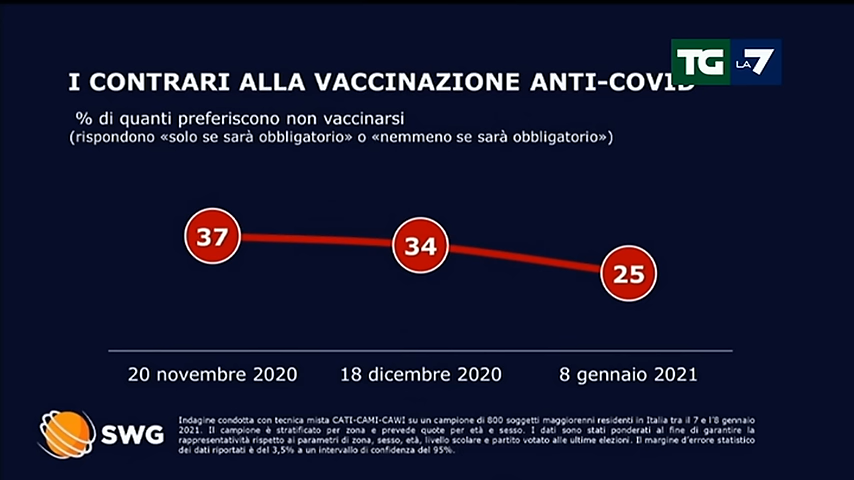 TG LA7
I CONTRARI ALLA VACCINAZIONE ANTI-COVID
% di quanti preferiscono non vaccinarsi
(rispondono «solo se sarà obbligatorio» o «nemmeno se sarà obbligatorio»)
37
34
25
20 novembre 2020
18 dicembre 2020
8 gennaio 2021
SWG
Indagine condotta con tecnica mista CATI-CAMI-CAWI su un campione di 800 soggetti maggiorenni residenti in Italia tra il 7 e l'8 gennaio
2021. Il campione è stratificato per zona e prevede quote per età e sesso. I dati sono stati ponderati al fine di garantire la
rappresentatività rispetto ai parametri di zona, sesso, età, livello scolare e partito votato alle ultime elezioni. Il margine d'errore statistico
dei dati riportati è del 3,5% a un intervallo di confidenza del 95%.